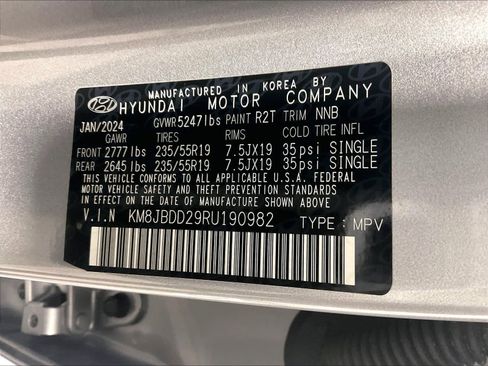 MANUFACTURED IN KOREA BY
HYUNDAI MOTOR COMPANY
JAN/2024 GVWR 5247lbs PAINT R2T TRIM NNB
GAWR TIRES RIMS COLD TIRE INFL
FRONT 2777lbs 235/55R19 7.5JX19 35psi SINGLE
REAR 2645lbs 235/55R19 7.5JX19 35psi SINGLE
THIS VEHICLE CONFORMS TO ALL APPLICABLE U.S.A. FEDERAL
MOTOR VEHICLE SAFETY AND THEFT PREVENTION STANDARDS
IN EFFECT ON THE DATE OF MANUFACTURE SHOWN ABOVE.
V.I.N KM8JBDD29RU190982 TYPE : MPV